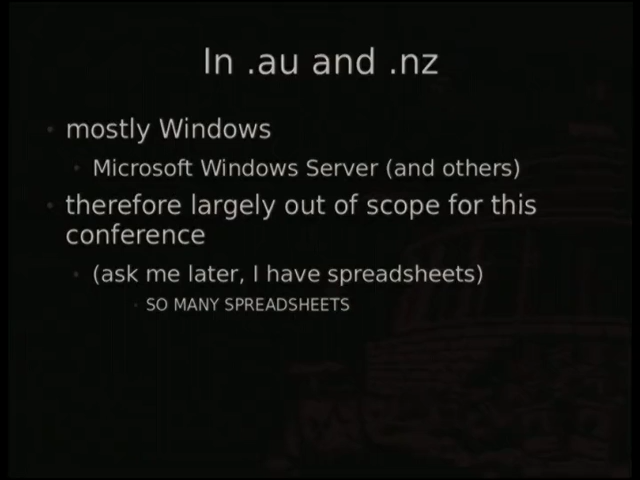 In .au and .nz
mostly Windows
Microsoft Windows Server (and others)
therefore largely out of scope for this
conference
(ask me later, I have spreadsheets)
SO MANY SPREADSHEETS